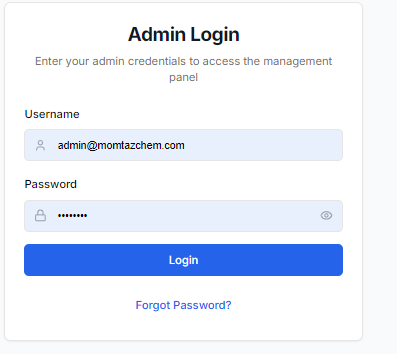 Admin Login
Enter your admin credentials to access the management
panel
Username
admin@momtazchem.com
Password
••••••••
Login
Forgot Password?